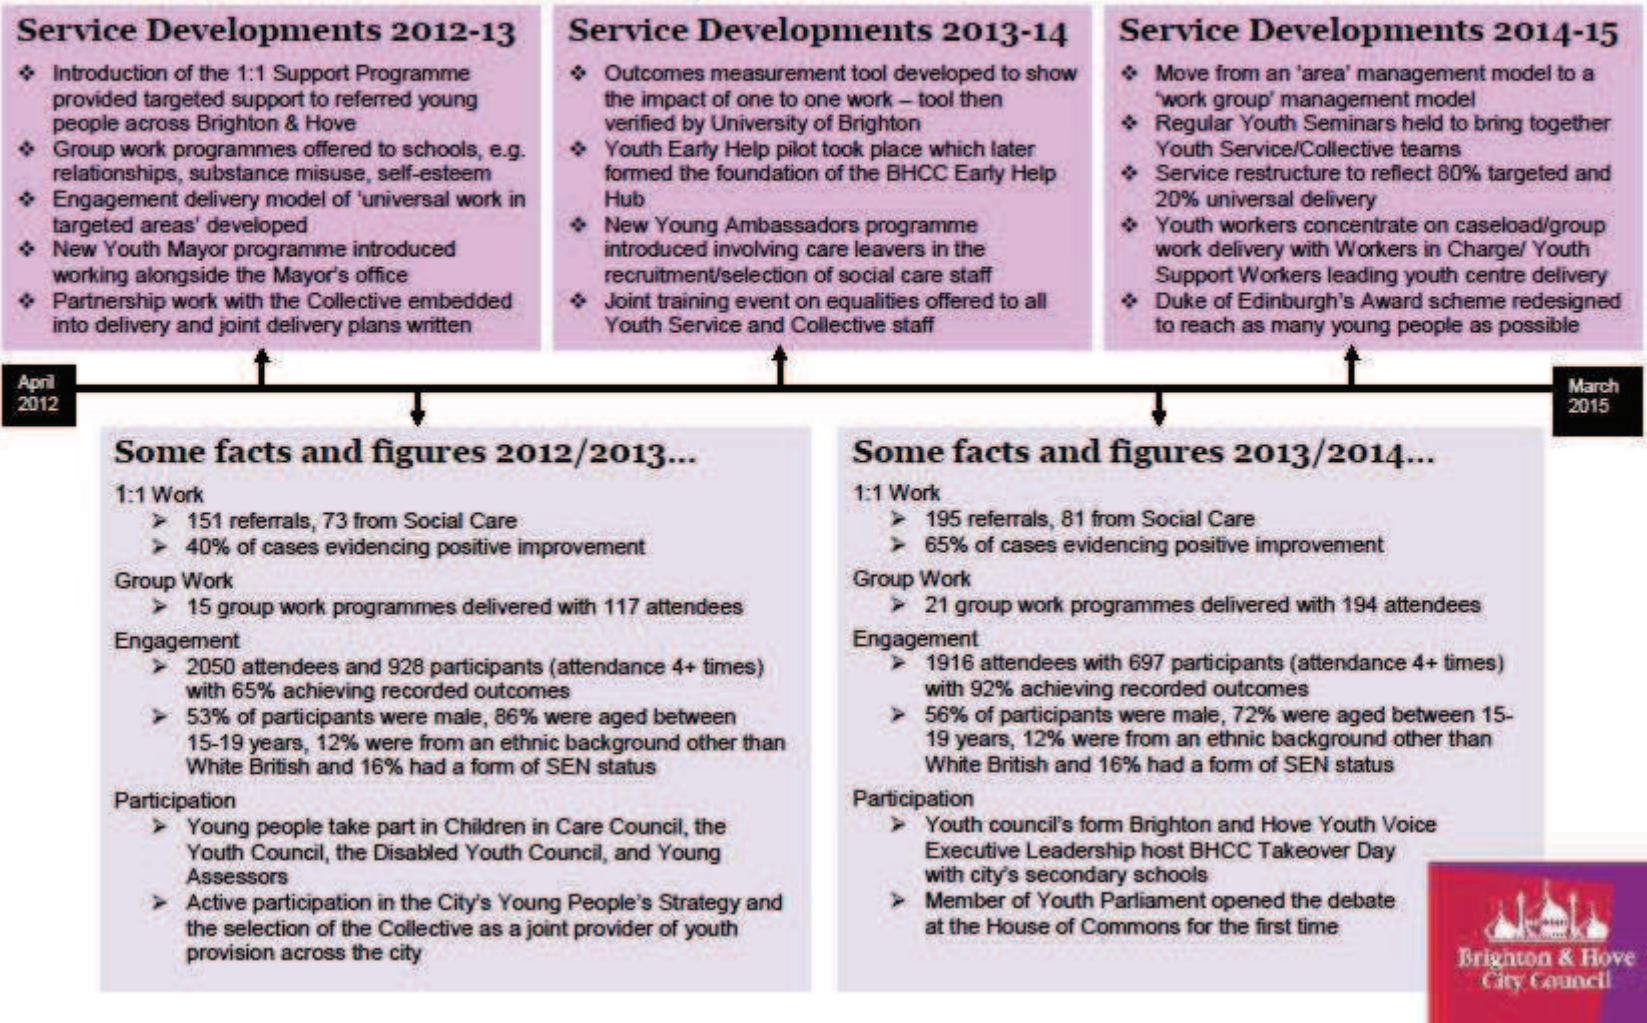 Service Developments 2012-13
❖ Introduction of the 1:1 Support Programme
provided targeted support to referred young
people across Brighton & Hove
❖ Group work programmes offered to schools, e.g.
relationships, substance misuse, self-esteem
❖ Engagement delivery model of 'universal work in
targeted areas' developed
❖ New Youth Mayor programme introduced
working alongside the Mayor's office
❖ Partnership work with the Collective embedded
into delivery and joint delivery plans written
Service Developments 2013-14
❖ Outcomes measurement tool developed to show
the impact of one to one work – tool then
verified by University of Brighton
❖ Youth Early Help pilot took place which later
formed the foundation of the BHCC Early Help
Hub
❖ New Young Ambassadors programme
introduced involving care leavers in the
recruitment/selection of social care staff
❖ Joint training event on equalities offered to all
Youth Service and Collective staff
Service Developments 2014-15
❖ Move from an 'area' management model to a
'work group' management model
❖ Regular Youth Seminars held to bring together
Youth Service/Collective teams
❖ Service restructure to reflect 80% targeted and
20% universal delivery
❖ Youth workers concentrate on caseload/group
work delivery with Workers in Charge/ Youth
Support Workers leading youth centre delivery
❖ Duke of Edinburgh's Award scheme redesigned
to reach as many young people as possible
April
2012
March
2015
Some facts and figures 2012/2013...
1:1 Work
➢ 151 referrals, 73 from Social Care
➢ 40% of cases evidencing positive improvement
Group Work
➢ 15 group work programmes delivered with 117 attendees
Engagement
➢ 2050 attendees and 928 participants (attendance 4+ times)
with 65% achieving recorded outcomes
➢ 53% of participants were male, 86% were aged between
15-19 years, 12% were from an ethnic background other than
White British and 16% had a form of SEN status
Participation
➢ Young people take part in Children in Care Council, the
Youth Council, the Disabled Youth Council, and Young
Assessors
➢ Active participation in the City's Young People's Strategy and
the selection of the Collective as a joint provider of youth
provision across the city
Some facts and figures 2013/2014...
1:1 Work
➢ 195 referrals, 81 from Social Care
➢ 65% of cases evidencing positive improvement
Group Work
➢ 21 group work programmes delivered with 194 attendees
Engagement
➢ 1916 attendees with 697 participants (attendance 4+ times)
with 92% achieving recorded outcomes
➢ 56% of participants were male, 72% were aged between 15-
19 years, 12% were from an ethnic background other than
White British and 16% had a form of SEN status
Participation
➢ Youth council's form Brighton and Hove Youth Voice
Executive Leadership host BHCC Takeover Day
with city's secondary schools
➢ Member of Youth Parliament opened the debate
at the House of Commons for the first time
Brighton & Hove
City Council